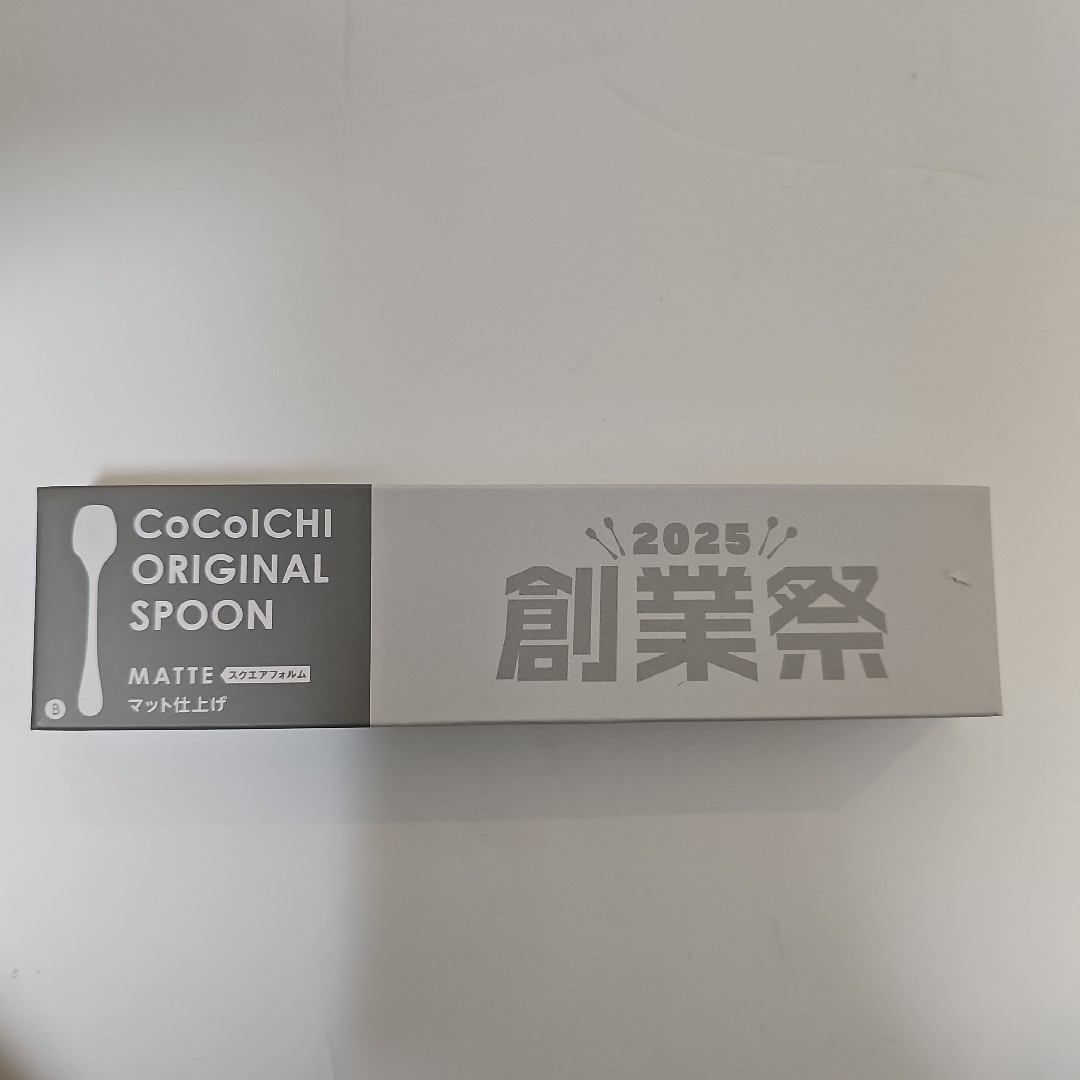 CoCoICHI
ORIGINAL
SPOON
MATTE スクエアフォルム
マット仕上げ
B
2025
創業祭